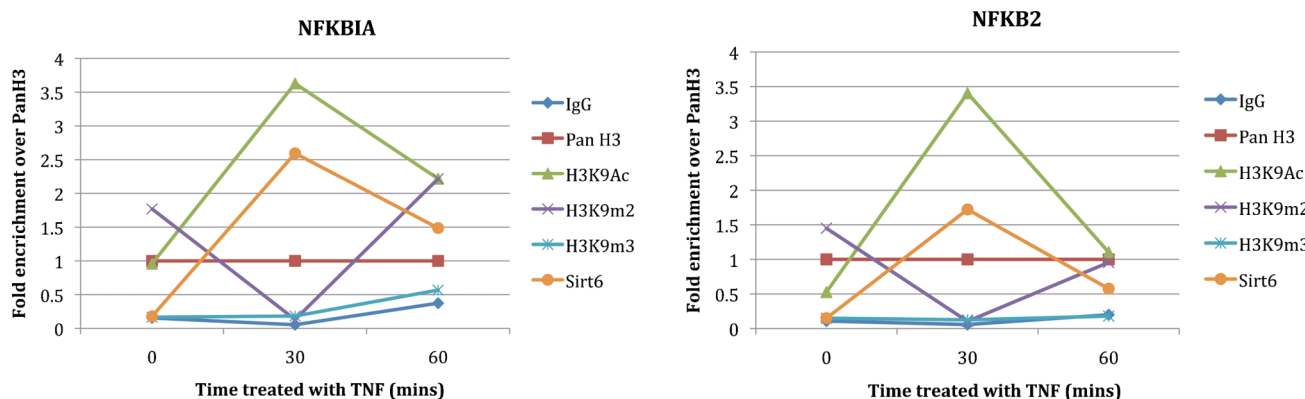 NFKBIA
Fold encrichment over PanH3
4
3.5
3
2.5
2
1.5
1
0.5
0
0 30 60
Time treated with TNF (mins)
IgG
Pan H3
H3K9Ac
H3K9m2
H3K9m3
Sirt6
NFKB2
Fold enrichment over PanH3
4
3.5
3
2.5
2
1.5
1
0.5
0
0 30 60
Time treated with TNF (mins)
IgG
Pan H3
H3K9Ac
H3K9m2
H3K9m3
Sirt6